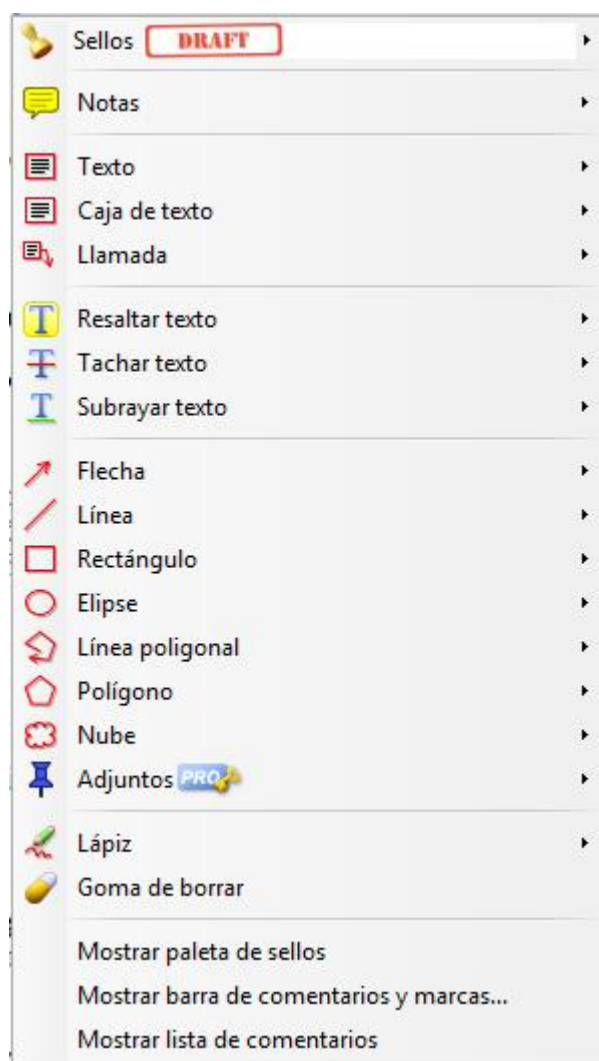 Sellos DRAFT
Notas
Texto
Caja de texto
Llamada
Resaltar texto
Tachar texto
Subrayar texto
Flecha
Línea
Rectángulo
Elipse
Línea poligonal
Polígono
Nube
Adjuntos PRO
Lápiz
Goma de borrar
Mostrar paleta de sellos
Mostrar barra de comentarios y marcas...
Mostrar lista de comentarios